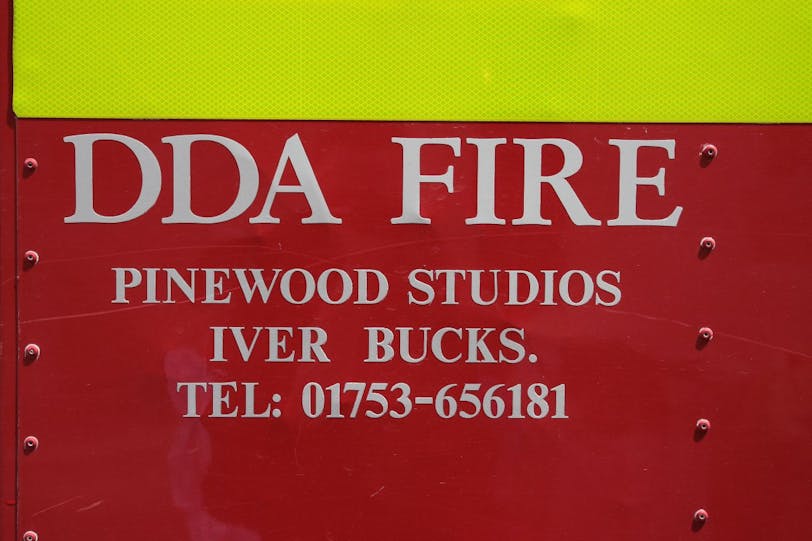 DDA FIRE
PINEWOOD STUDIOS
IVER BUCKS.
TEL: 01753-656181